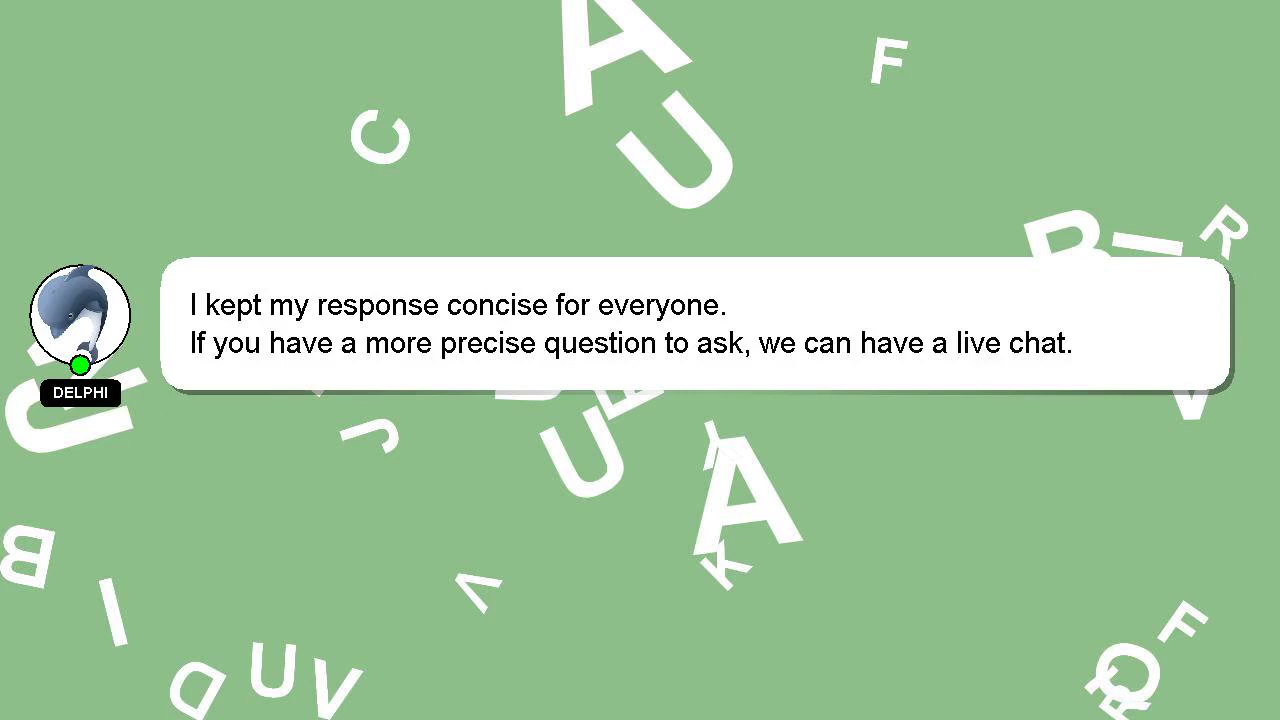 A
F
C
U
R
I
R
I kept my response concise for everyone.
If you have a more precise question to ask, we can have a live chat.
DELPHI
V
J
U
E
A
K
B
I
V
F
D
U
V
Q
R